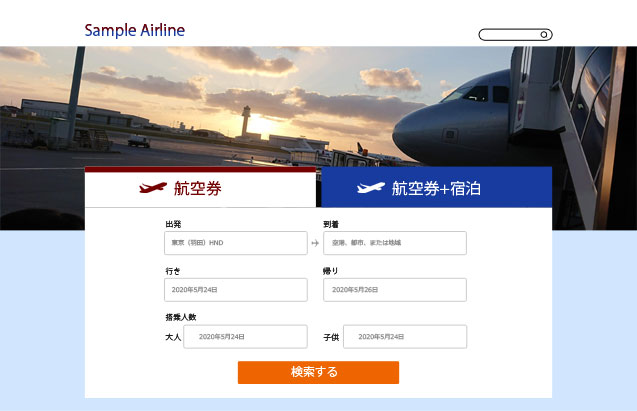 Sample Airline
航空券
航空券+宿泊
出発
到着
東京（羽田）HND
空港、都市、または地域
行き
帰り
2020年5月24日
2020年5月26日
搭乗人数
大人
2020年5月24日
子供
2020年5月24日
検索する